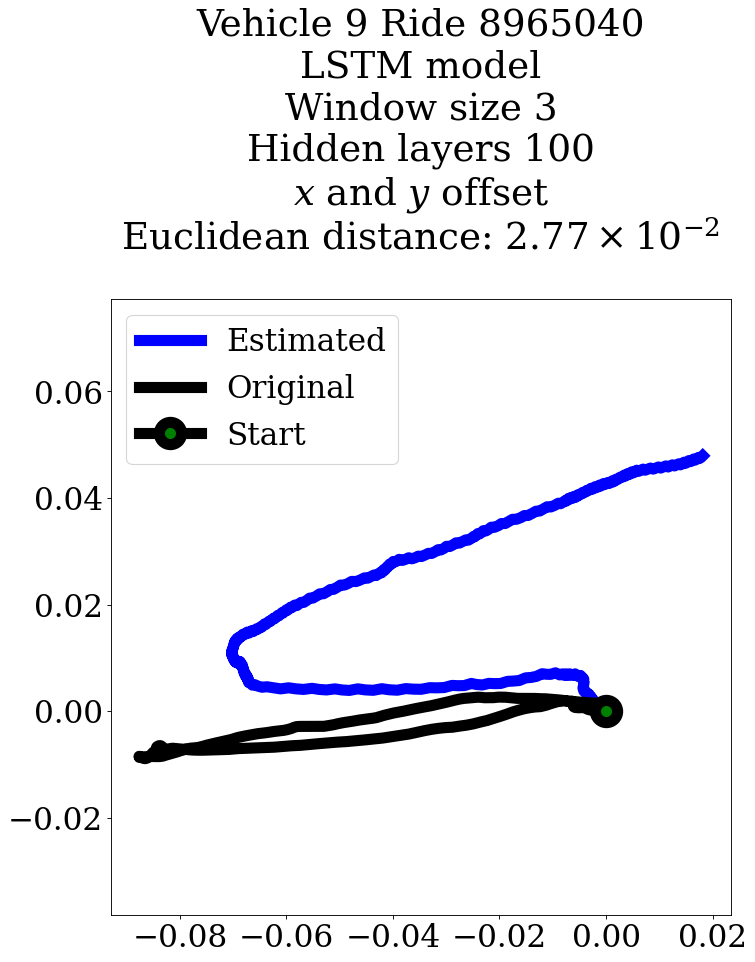 Vehicle 9 Ride 8965040
LSTM model
Window size 3
Hidden layers 100
x and y offset
Euclidean distance: 2.77 × 10⁻²
Estimated
Original
Start
0.06
0.04
0.02
0.00
−0.02
−0.08 −0.06 −0.04 −0.02 0.00 0.02